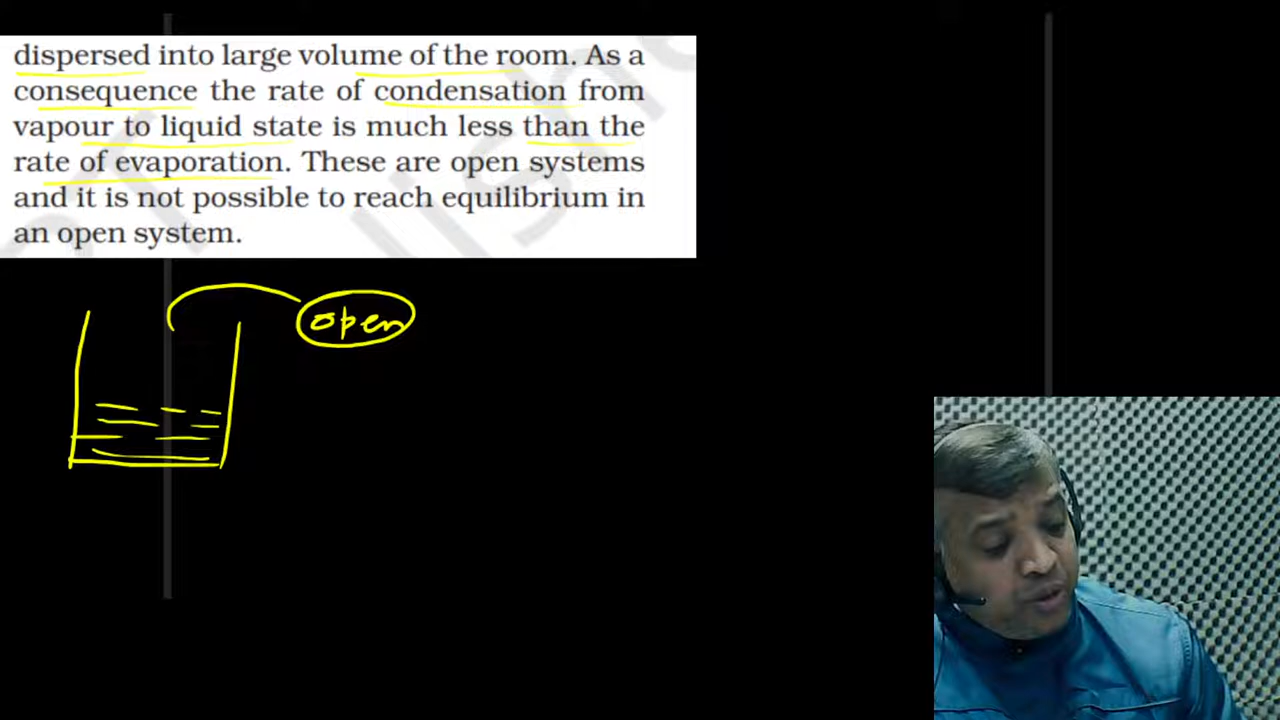 dispersed into large volume of the room. As a
consequence the rate of condensation from
vapour to liquid state is much less than the
rate of evaporation. These are open systems
and it is not possible to reach equilibrium in
an open system.
open